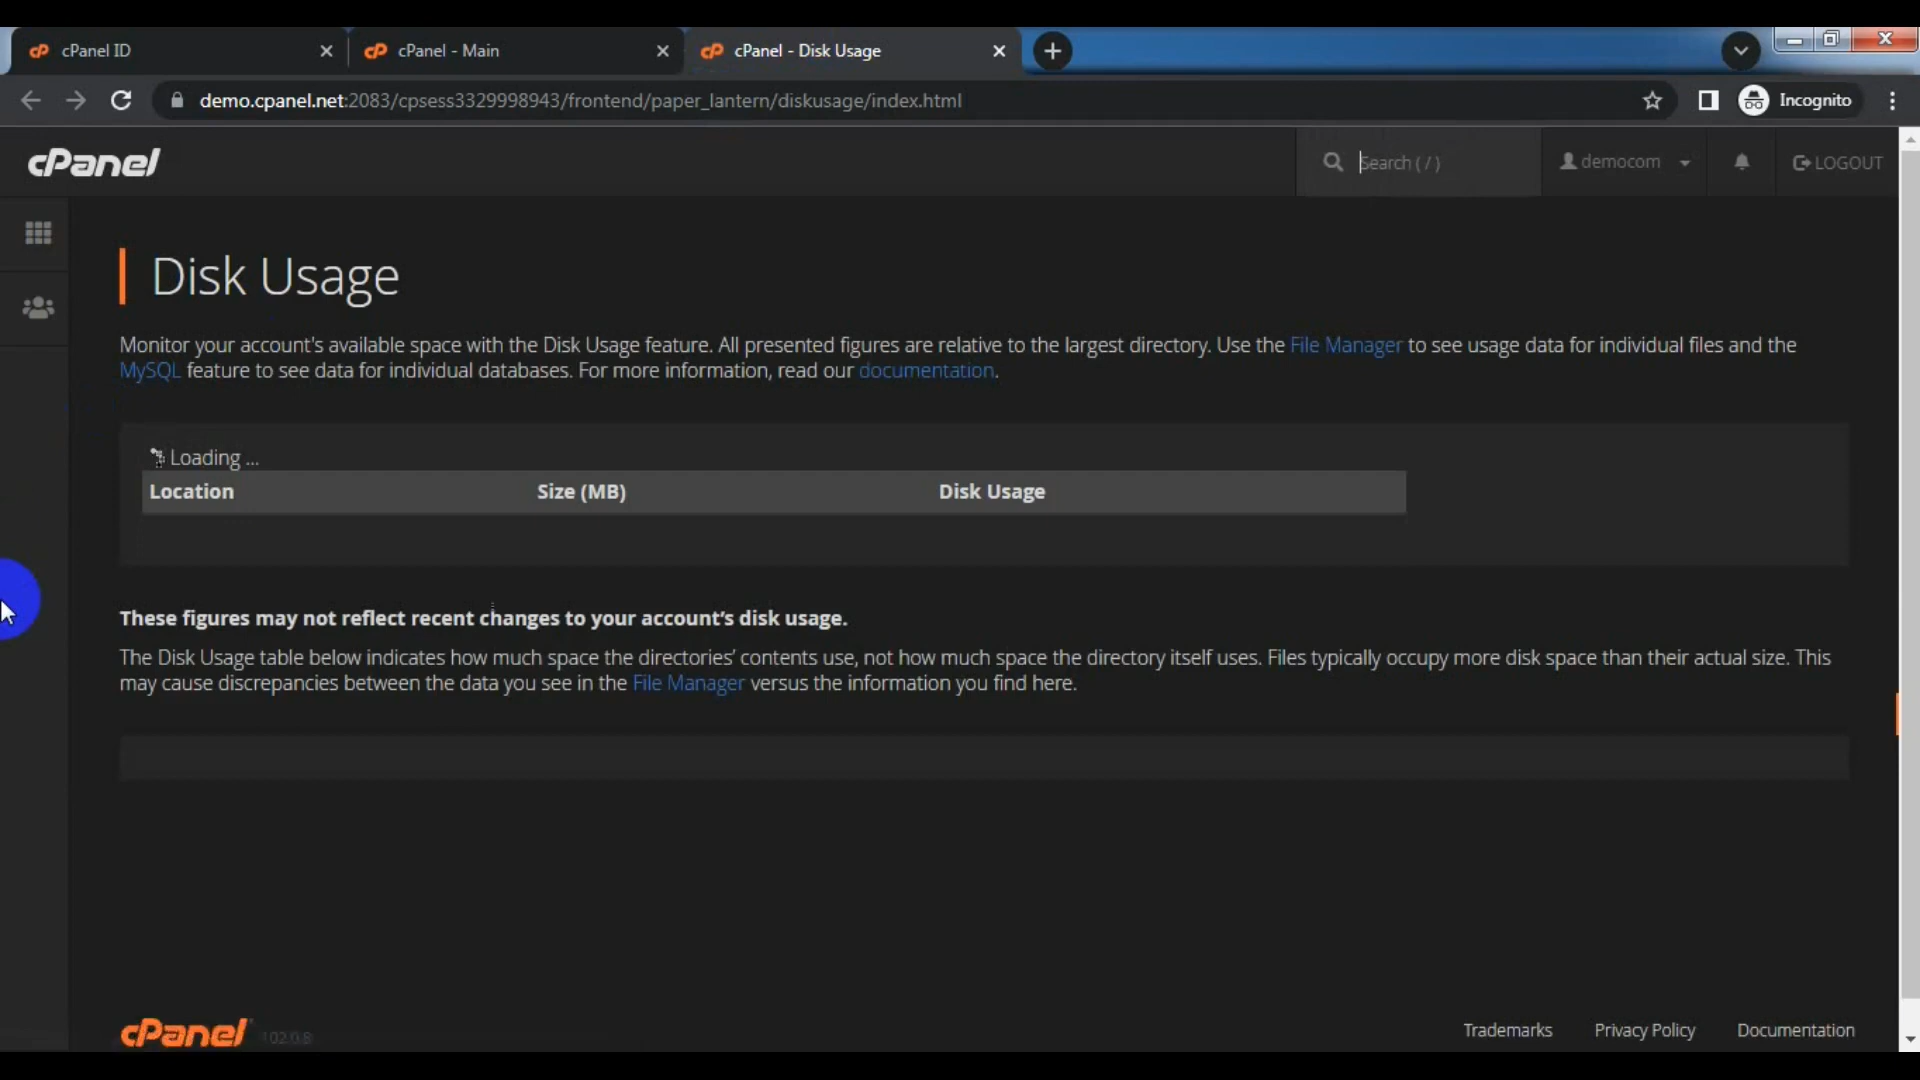 cPanel ID
cPanel - Main
cPanel - Disk Usage
demo.cpanel.net:2083/cpsess3329998943/frontend/paper_lantern/diskusage/index.html
Incognito
cPanel
Search ( / )
democom
LOGOUT
Disk Usage
Monitor your account's available space with the Disk Usage feature. All presented figures are relative to the largest directory. Use the File Manager to see usage data for individual files and the
MySQL feature to see data for individual databases. For more information, read our documentation.
Loading ...
Location Size (MB) Disk Usage
These figures may not reflect recent changes to your account’s disk usage.
The Disk Usage table below indicates how much space the directories’ contents use, not how much space the directory itself uses. Files typically occupy more disk space than their actual size. This
may cause discrepancies between the data you see in the File Manager versus the information you find here.
cPanel 102.0.8
Trademarks Privacy Policy Documentation